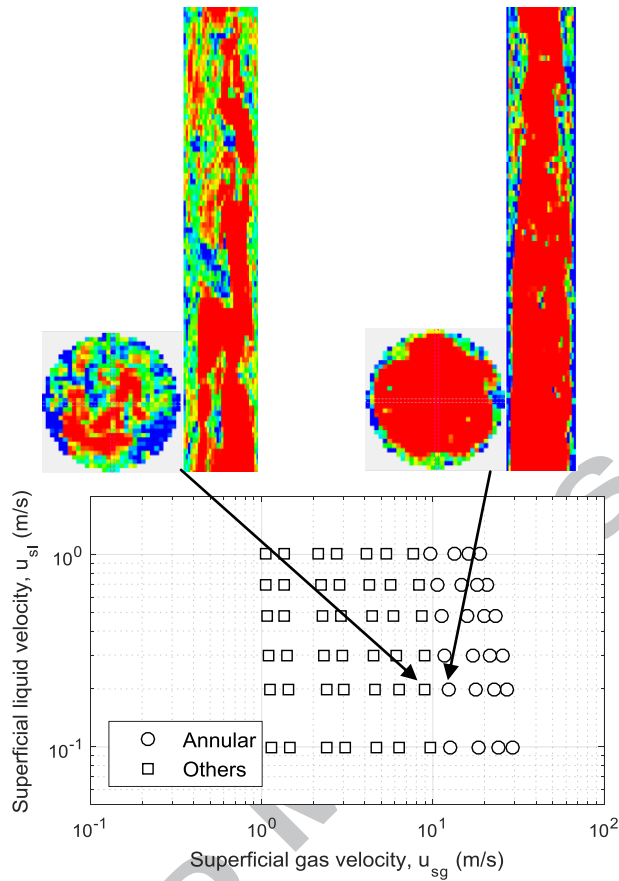 Superficial liquid velocity, u_sl (m/s)
10^0
10^-1
Annular
Others
10^-1 10^0 10^1 10^2
Superficial gas velocity, u_sg (m/s)